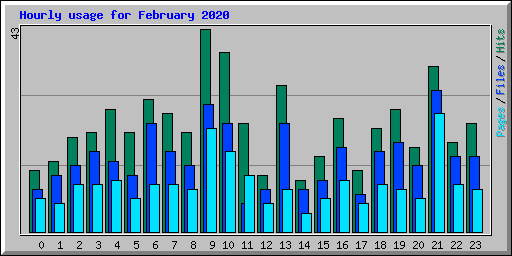 Hourly usage for February 2020
43
Pages/Files/Hits
0 1 2 3 4 5 6 7 8 9 10 11 12 13 14 15 16 17 18 19 20 21 22 23